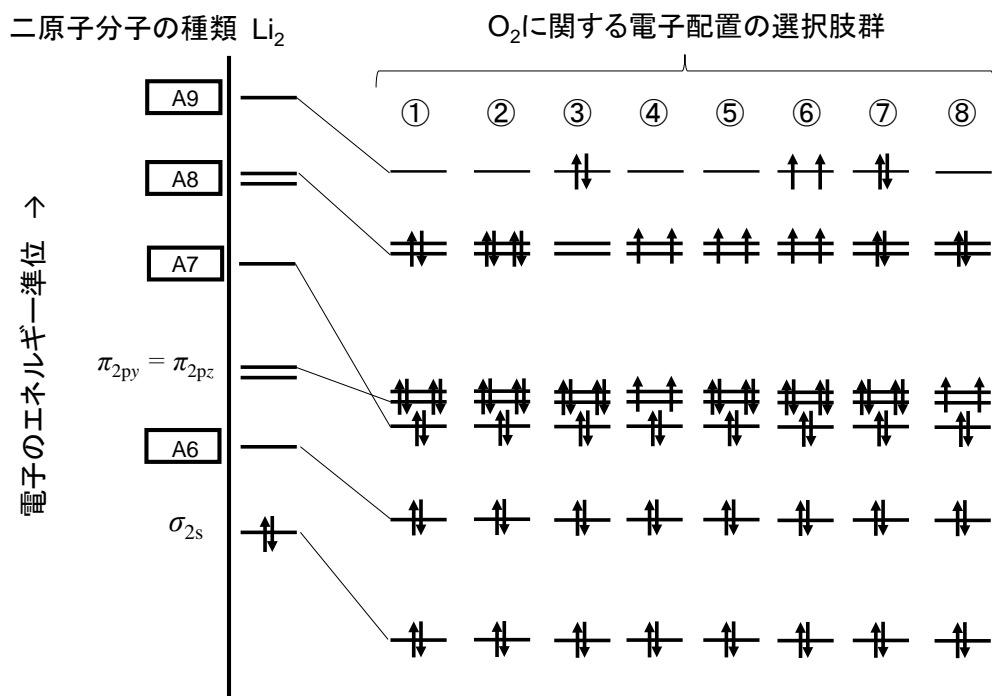 二原子分子の種類 Li₂
O₂に関する電子配置の選択肢群
① ② ③ ④ ⑤ ⑥ ⑦ ⑧
A9
A8
A7
π2py = π2pz
A6
σ2s
電子のエネルギー準位 →